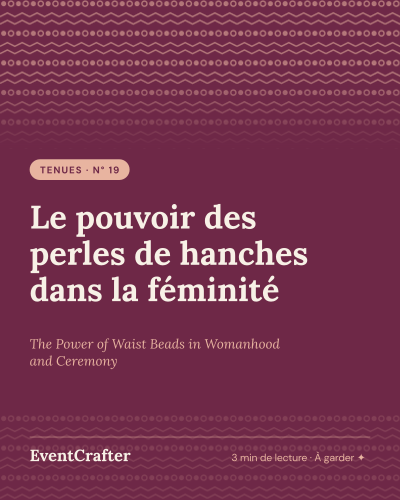 TENUES · N° 19
Le pouvoir des
perles de hanches
dans la féminité
The Power of Waist Beads in Womanhood
and Ceremony
EventCrafter
3 min de lecture · À garder ✦